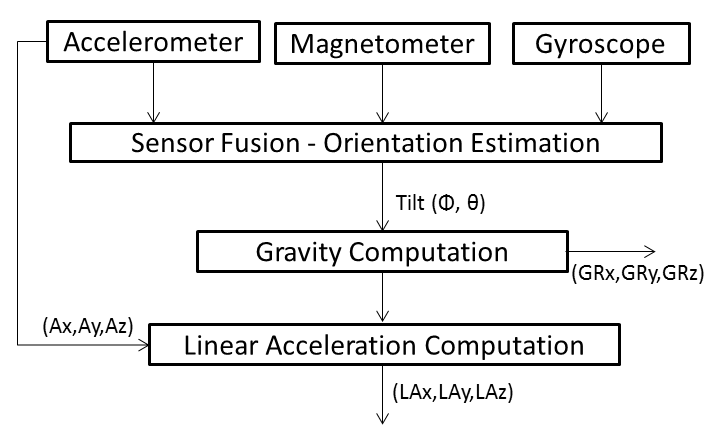 Accelerometer
Magnetometer
Gyroscope
Sensor Fusion - Orientation Estimation
Tilt (Φ, θ)
Gravity Computation
(GRx,GRy,GRz)
(Ax,Ay,Az)
Linear Acceleration Computation
(LAx,LAy,LAz)